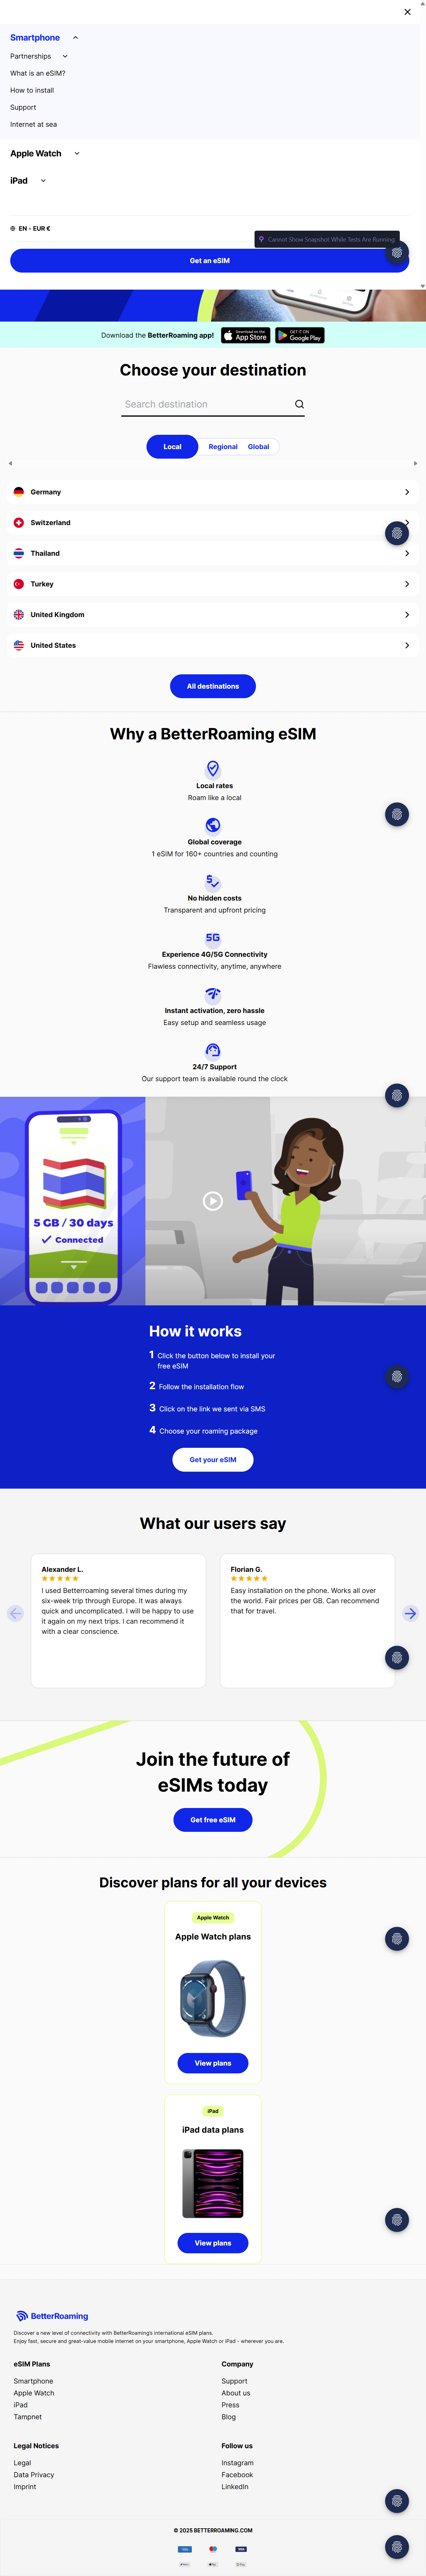 Smartphone
Partnerships
What is an eSIM?
How to install
Support
Internet at sea
Apple Watch
iPad
EN - EUR €
Cannot Show Snapshot While Tests Are Running.
Get an eSIM
Download the BetterRoaming app!
Download on the
App Store
GET IT ON
Google Play
Choose your destination
Search destination
Local
Regional
Global
Germany
Switzerland
Thailand
Turkey
United Kingdom
United States
All destinations
Why a BetterRoaming eSIM
Local rates
Roam like a local
Global coverage
1 eSIM for 160+ countries and counting
No hidden costs
Transparent and upfront pricing
5G
Experience 4G/5G Connectivity
Flawless connectivity, anytime, anywhere
Instant activation, zero hassle
Easy setup and seamless usage
24/7 Support
Our support team is available round the clock
5 GB / 30 days
Connected
How it works
1 Click the button below to install your
free eSIM
2 Follow the installation flow
3 Click on the link we sent via SMS
4 Choose your roaming package
Get your eSIM
What our users say
Alexander L.
I used Betterroaming several times during my
six-week trip through Europe. It was always
quick and uncomplicated. I will be happy to use
it again on my next trips. I can recommend it
with a clear conscience.
Florian G.
Easy installation on the phone. Works all over
the world. Fair prices per GB. Can recommend
that for travel.
Join the future of
eSIMs today
Get free eSIM
Discover plans for all your devices
Apple Watch
Apple Watch plans
View plans
iPad
iPad data plans
View plans
BetterRoaming
Discover a new level of connectivity with BetterRoaming's international eSIM plans.
Enjoy fast, secure and great-value mobile internet on your smartphone, Apple Watch or iPad - wherever you are.
eSIM Plans
Smartphone
Apple Watch
iPad
Tampnet
Company
Support
About us
Press
Blog
Legal Notices
Legal
Data Privacy
Imprint
Follow us
Instagram
Facebook
LinkedIn
© 2025 BETTERROAMING.COM
VISA